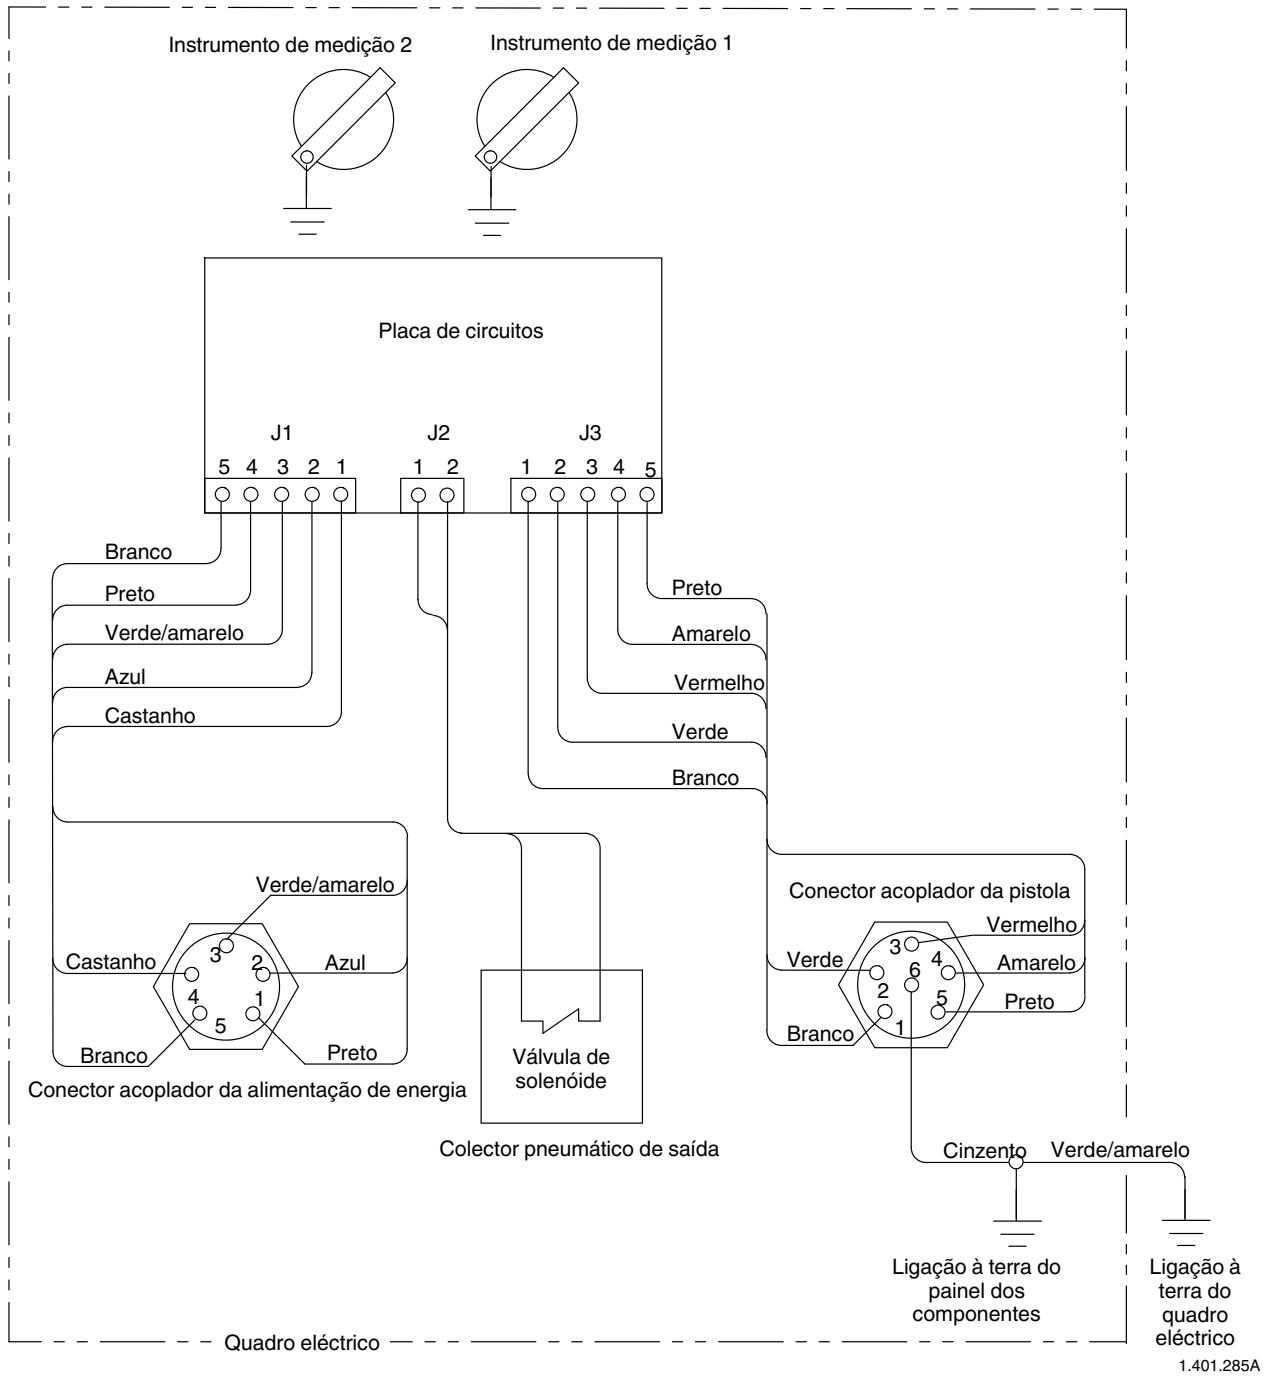 Instrumento de medição 2
Instrumento de medição 1
Placa de circuitos
J1
J2
J3
5 4 3 2 1
1 2
1 2 3 4 5
Branco
Preto
Verde/amarelo
Azul
Castanho
Preto
Amarelo
Vermelho
Verde
Branco
Verde/amarelo
Castanho
Azul
3
2
4
1
5
Branco
Preto
Conector acoplador da alimentação de energia
Válvula de
solenóide
Colector pneumático de saída
Conector acoplador da pistola
Vermelho
Verde
Amarelo
Preto
Branco
3
4
6
2
5
1
Cinzento
Verde/amarelo
Ligação à terra do
painel dos
componentes
Ligação à
terra do
quadro
eléctrico
Quadro eléctrico
1.401.285A